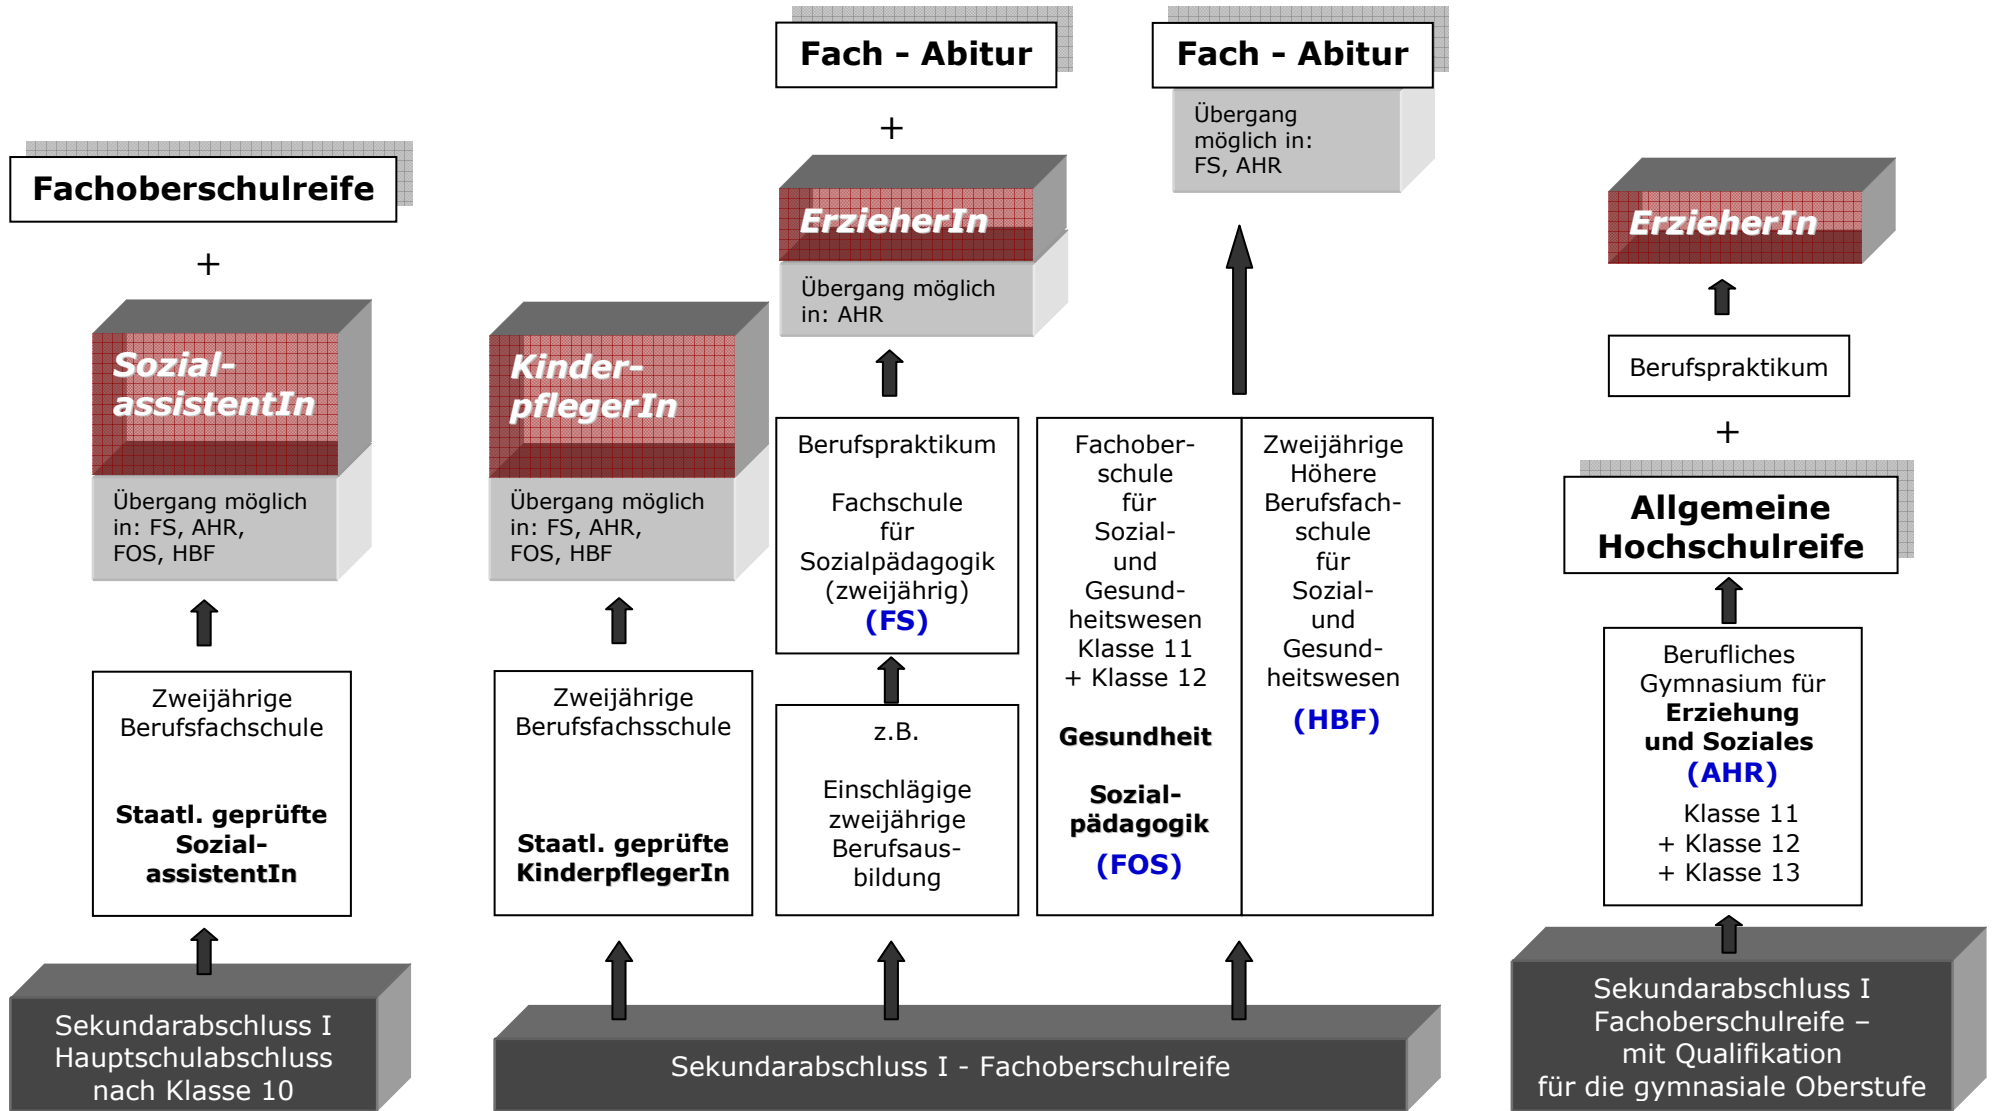 Fachoberschulreife
+
Sozial-
assistentIn
Übergang möglich
in: FS, AHR,
FOS, HBF
Zweijährige
Berufsfachschule
Staatl. geprüfte
Sozial-
assistentIn
Sekundarabschluss I
Hauptschulabschluss
nach Klasse 10
Kinder-
pflegerIn
Übergang möglich
in: FS, AHR,
FOS, HBF
Zweijährige
Berufsfachsschule
Staatl. geprüfte
KinderpflegerIn
Fach - Abitur
+
ErzieherIn
Übergang möglich
in: AHR
Berufspraktikum
Fachschule
für
Sozialpädagogik
(zweijährig)
(FS)
z.B.
Einschlägige
zweijährige
Berufsaus-
bildung
Fach - Abitur
Übergang
möglich in:
FS, AHR
Fachober-
schule
für
Sozial-
und
Gesund-
heitswesen
Klasse 11
+ Klasse 12
Gesundheit
Sozial-
pädagogik
(FOS)
Zweijährige
Höhere
Berufsfach-
schule
für
Sozial-
und
Gesund-
heitswesen
(HBF)
Sekundarabschluss I - Fachoberschulreife
ErzieherIn
Berufspraktikum
+
Allgemeine
Hochschulreife
Berufliches
Gymnasium für
Erziehung
und Soziales
(AHR)
Klasse 11
+ Klasse 12
+ Klasse 13
Sekundarabschluss I
Fachoberschulreife –
mit Qualifikation
für die gymnasiale Oberstufe